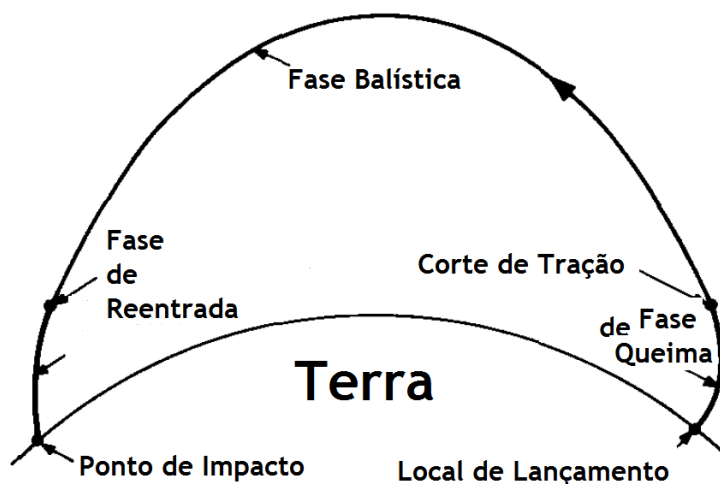 Fase Balística
Fase
de
Reentrada
Corte de Tração
de Fase
Queima
Terra
Ponto de Impacto
Local de Lançamento